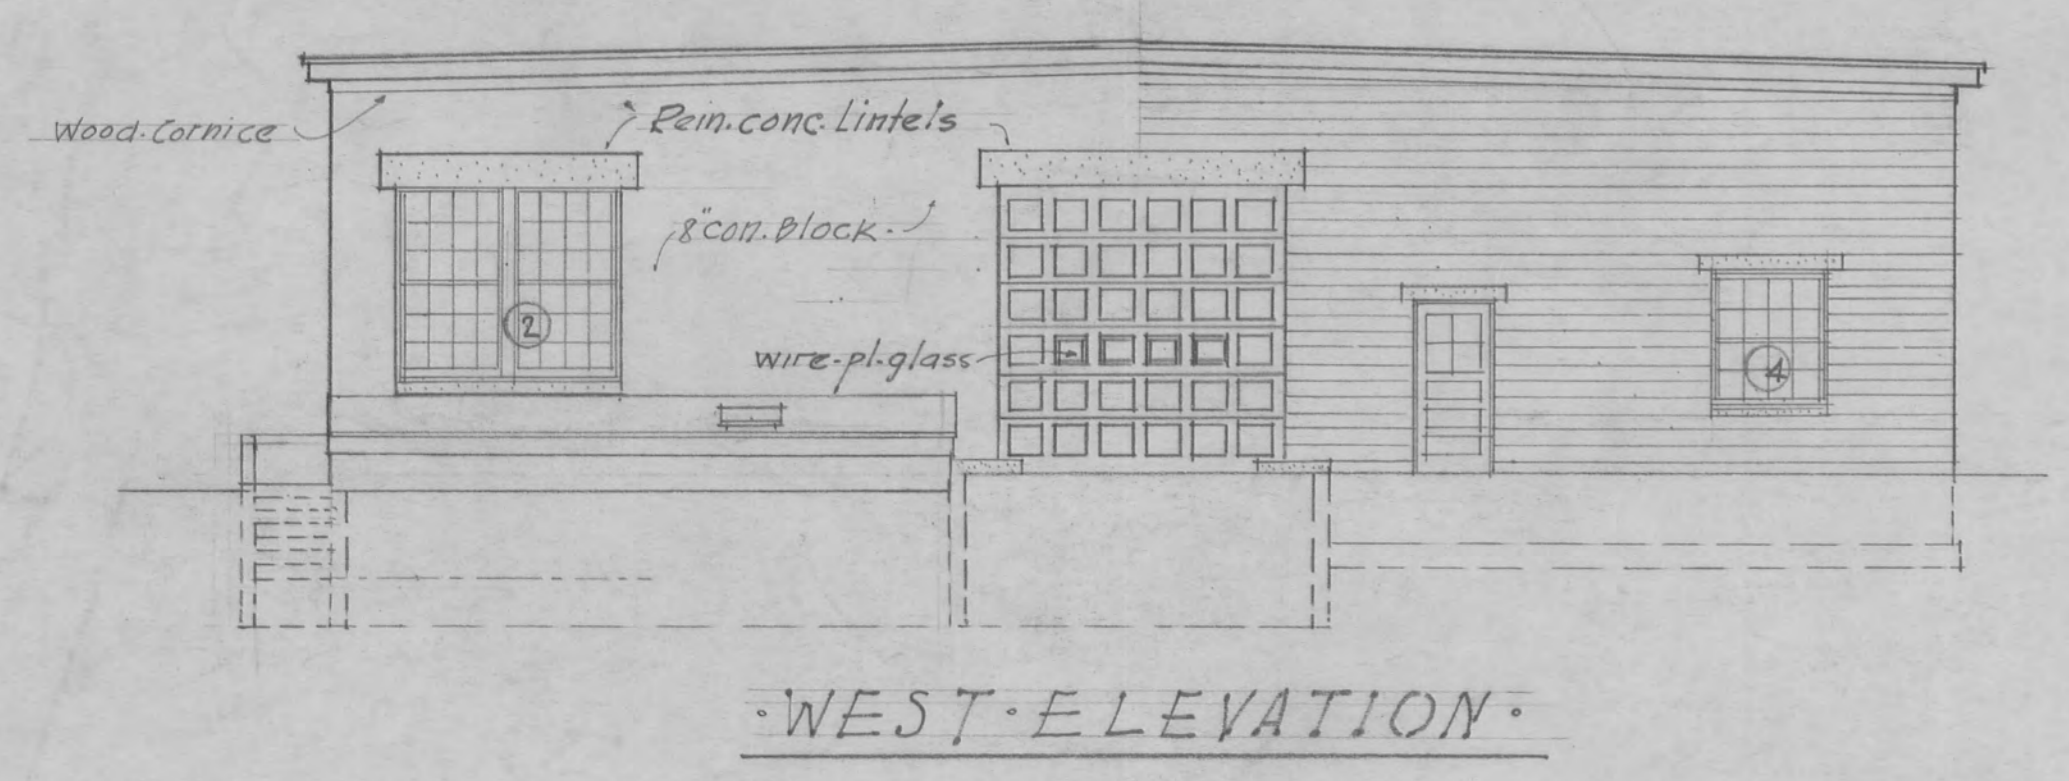 Wood. Cornice
Rein. conc. Lintels
8" con. Block.
wire-pl-glass
2
4
· WEST · ELEVATION ·